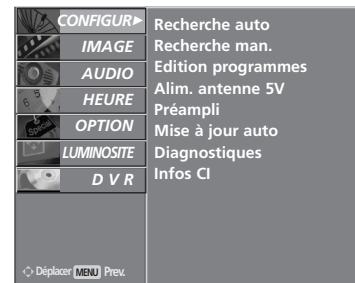 CONFIGUR►
IMAGE
AUDIO
HEURE
OPTION
LUMINOSITE
D V R
Déplacer MENU Prev.
Recherche auto
Recherche man.
Edition programmes
Alim. antenne 5V
Préampli
Mise à jour auto
Diagnostiques
Infos CI